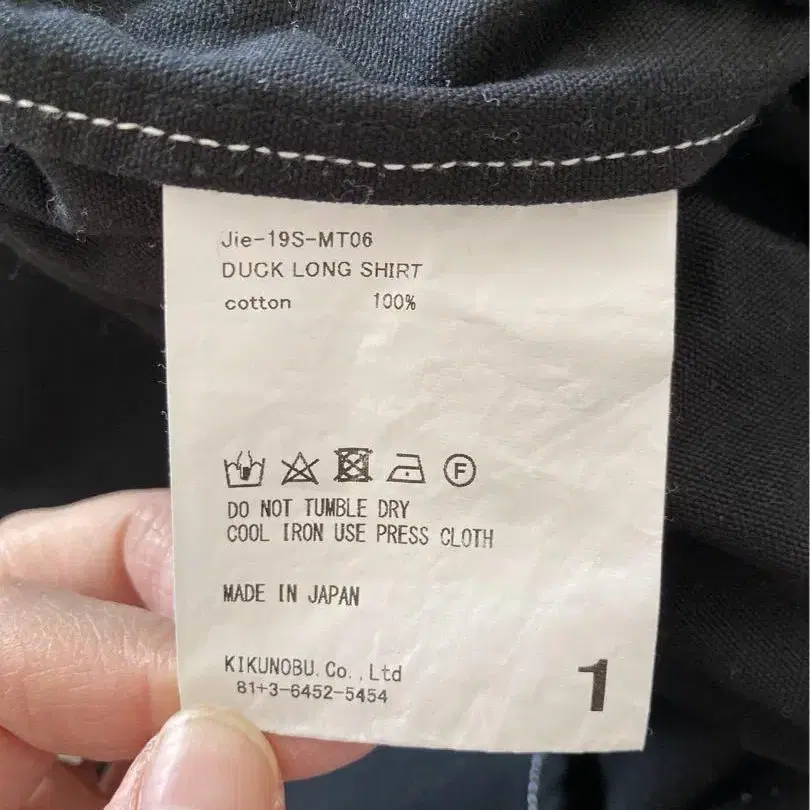 Jie-19S-MT06
DUCK LONG SHIRT
cotton 100%
F
DO NOT TUMBLE DRY
COOL IRON USE PRESS CLOTH
MADE IN JAPAN
KIKUNOBU.Co.,Ltd
81+3-6452-5454
1